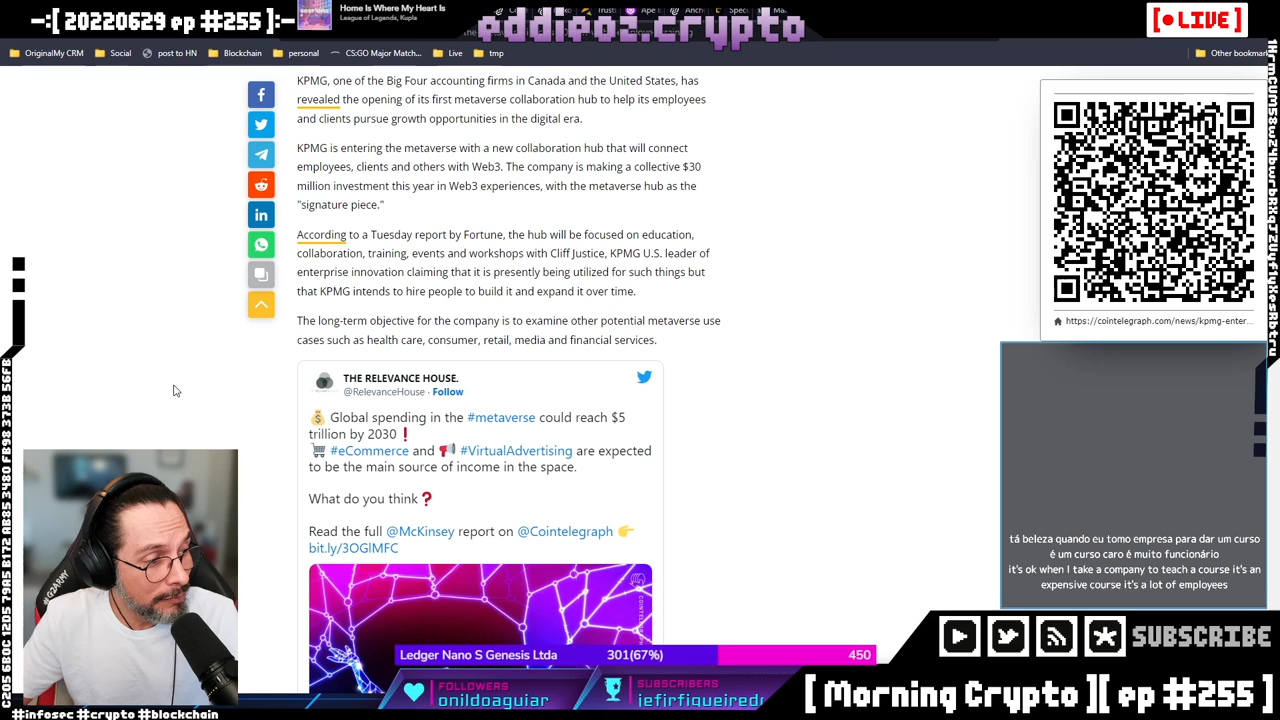 -:[ 20220629 ep #255 ]:-
Home Is Where My Heart Is
League of Legends, Kupla
eddieoz.crypto
[● LIVE ]
OriginalMy CRM
Social
post to HN
Blockchain
personal
CS:GO Major Match...
Live
tmp
Other bookmar
KPMG, one of the Big Four accounting firms in Canada and the United States, has
revealed the opening of its first metaverse collaboration hub to help its employees
and clients pursue growth opportunities in the digital era.
KPMG is entering the metaverse with a new collaboration hub that will connect
employees, clients and others with Web3. The company is making a collective $30
million investment this year in Web3 experiences, with the metaverse hub as the
"signature piece."
According to a Tuesday report by Fortune, the hub will be focused on education,
collaboration, training, events and workshops with Cliff Justice, KPMG U.S. leader of
enterprise innovation claiming that it is presently being utilized for such things but
that KPMG intends to hire people to build it and expand it over time.
The long-term objective for the company is to examine other potential metaverse use
cases such as health care, consumer, retail, media and financial services.
THE RELEVANCE HOUSE.
@RelevanceHouse · Follow
💰 Global spending in the #metaverse could reach $5
trillion by 2030❗
🛒 #eCommerce and 📢 #VirtualAdvertising are expected
to be the main source of income in the space.
What do you think❓
Read the full @McKinsey report on @Cointelegraph 👉
bit.ly/3OGlMFC
https://cointelegraph.com/news/kpmg-enter...
tá beleza quando eu tomo empresa para dar um curso
é um curso caro é muito funcionário
it's ok when I take a company to teach a course it's an
expensive course it's a lot of employees
SUBSCRIBE
Ledger Nano S Genesis Ltda 301(67%) 450
FOLLOWERS
onildoaguiar
SUBSCRIBERS
jefjrfiqueired
[ Morning Crypto ][ ep #255 ]
#infosec #crypto #blockchain